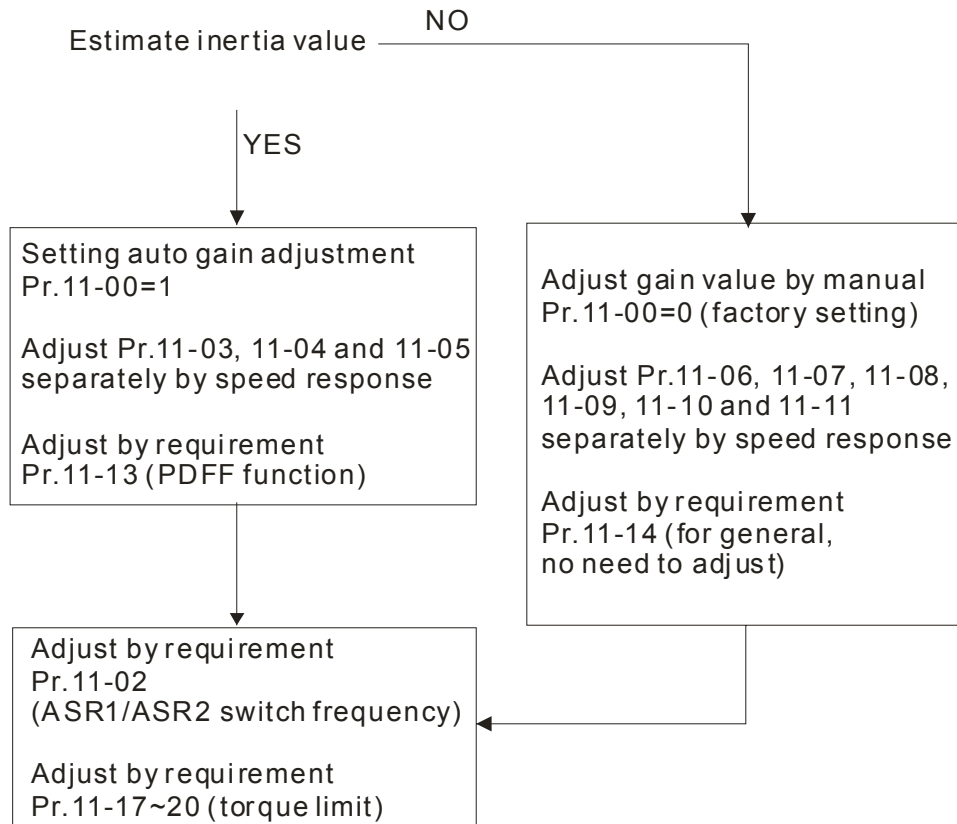 Estimate inertia value
NO
YES
Setting auto gain adjustment
Pr.11-00=1
Adjust Pr.11-03, 11-04 and 11-05
separately by speed response
Adjust by requirement
Pr.11-13 (PDFF function)
Adjust gain value by manual
Pr.11-00=0 (factory setting)
Adjust Pr.11-06, 11-07, 11-08,
11-09, 11-10 and 11-11
separately by speed response
Adjust by requirement
Pr.11-14 (for general,
no need to adjust)
Adjust by requirement
Pr.11-02
(ASR1/ASR2 switch frequency)
Adjust by requirement
Pr.11-17~20 (torque limit)